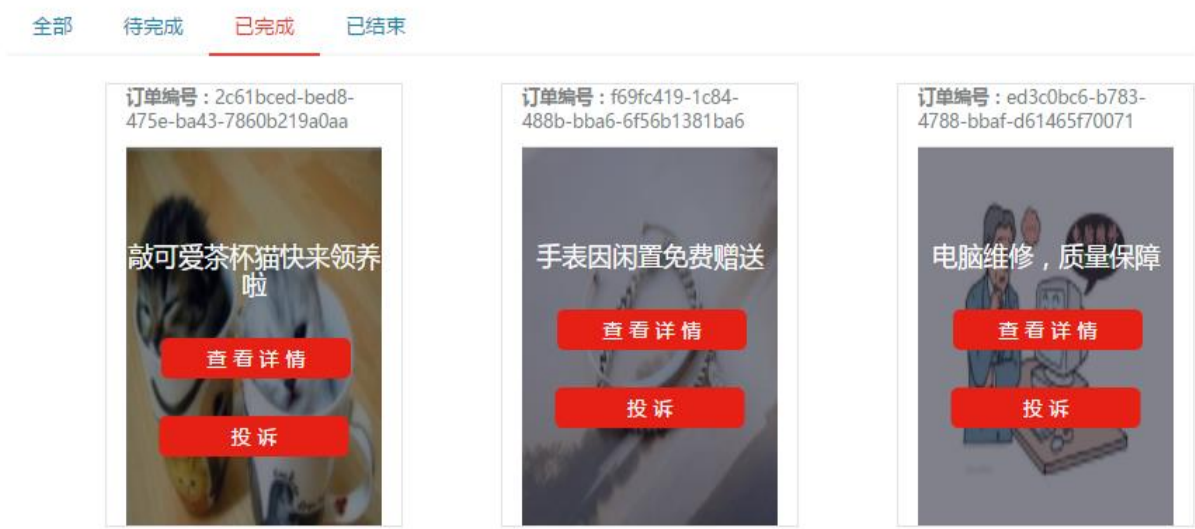 全部 待完成 已完成 已结束
订单编号：2c61bced-bed8-
475e-ba43-7860b219a0aa
敲可爱茶杯猫快来领养
啦
查看详情
投诉
订单编号：f69fc419-1c84-
488b-bba6-6f56b1381ba6
手表因闲置免费赠送
查看详情
投诉
订单编号：ed3c0bc6-b783-
4788-bbaf-d61465f70071
电脑维修，质量保障
查看详情
投诉